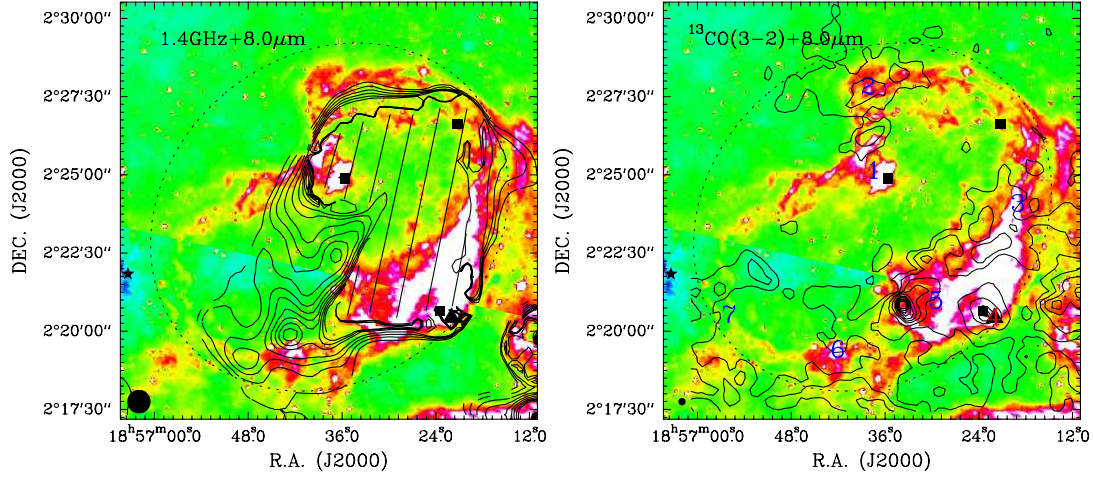 1.4GHz+8.0μm
2°30′00″
2°27′30″
2°25′00″
2°22′30″
2°20′00″
2°17′30″
DEC. (J2000)
18ʰ57ᵐ00ˢ.0
48ˢ.0
36ˢ.0
24ˢ.0
12ˢ.0
R.A. (J2000)
¹³CO(3−2)+8.0μm
2°30′00″
2°27′30″
2°25′00″
2°22′30″
2°20′00″
2°17′30″
DEC. (J2000)
3
1
3
5
7
6
18ʰ57ᵐ00ˢ.0
48ˢ.0
36ˢ.0
24ˢ.0
12ˢ.0
R.A. (J2000)